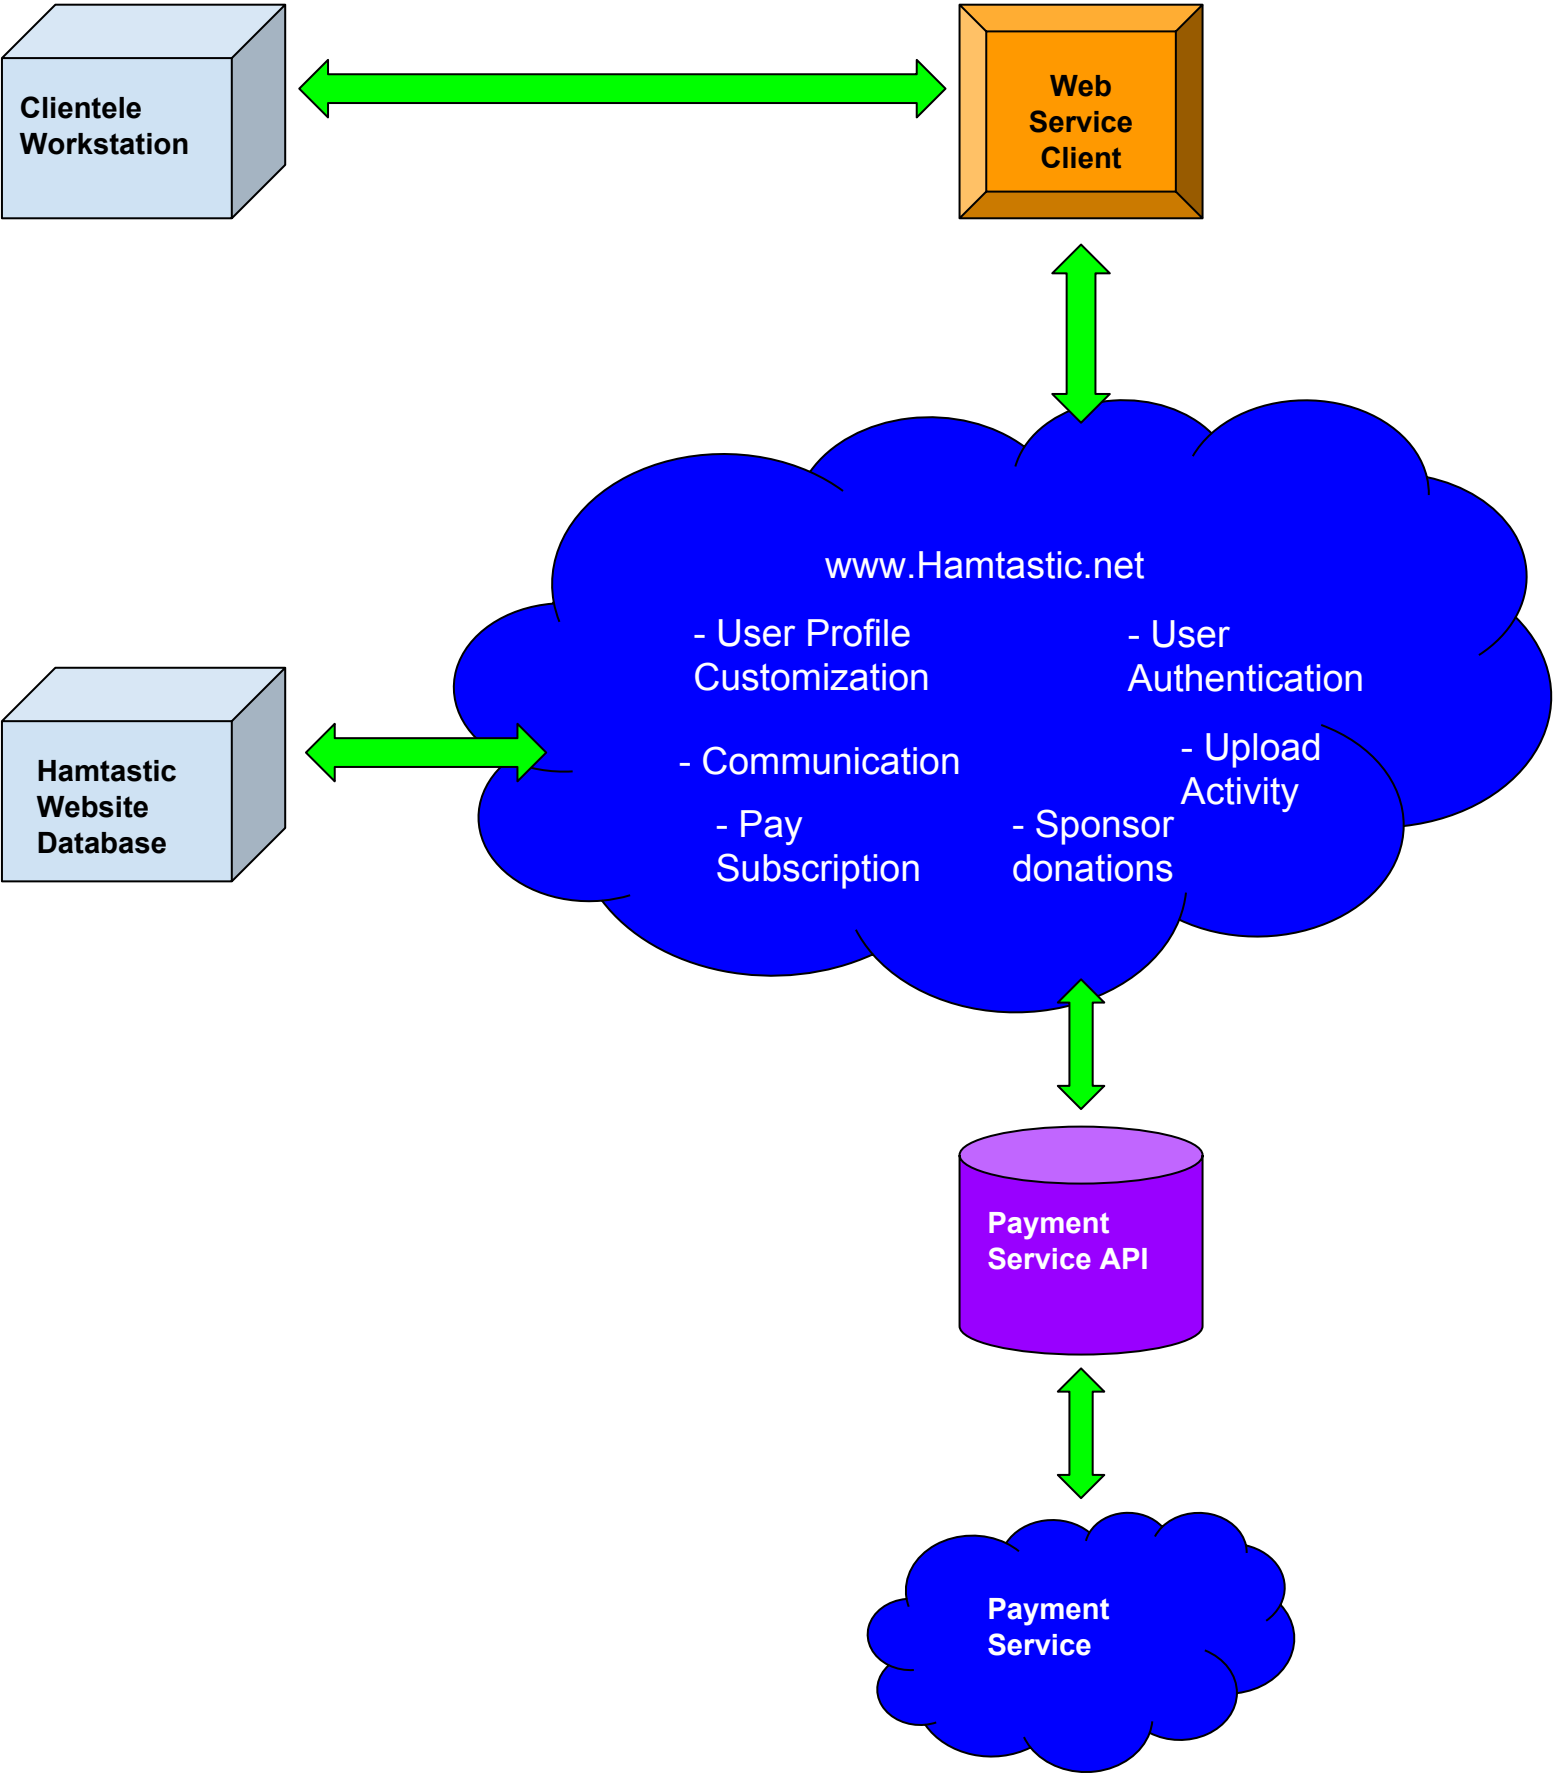 Clientele
Workstation
Web
Service
Client
www.Hamtastic.net
- User Profile
Customization
- User
Authentication
- Communication
- Upload
Activity
- Pay
Subscription
- Sponsor
donations
Hamtastic
Website
Database
Payment
Service API
Payment
Service